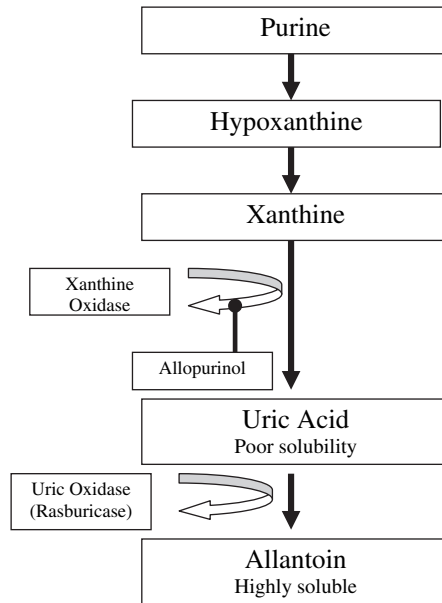 Purine
Hypoxanthine
Xanthine
Xanthine
Oxidase
Allopurinol
Uric Acid
Poor solubility
Uric Oxidase
(Rasburicase)
Allantoin
Highly soluble